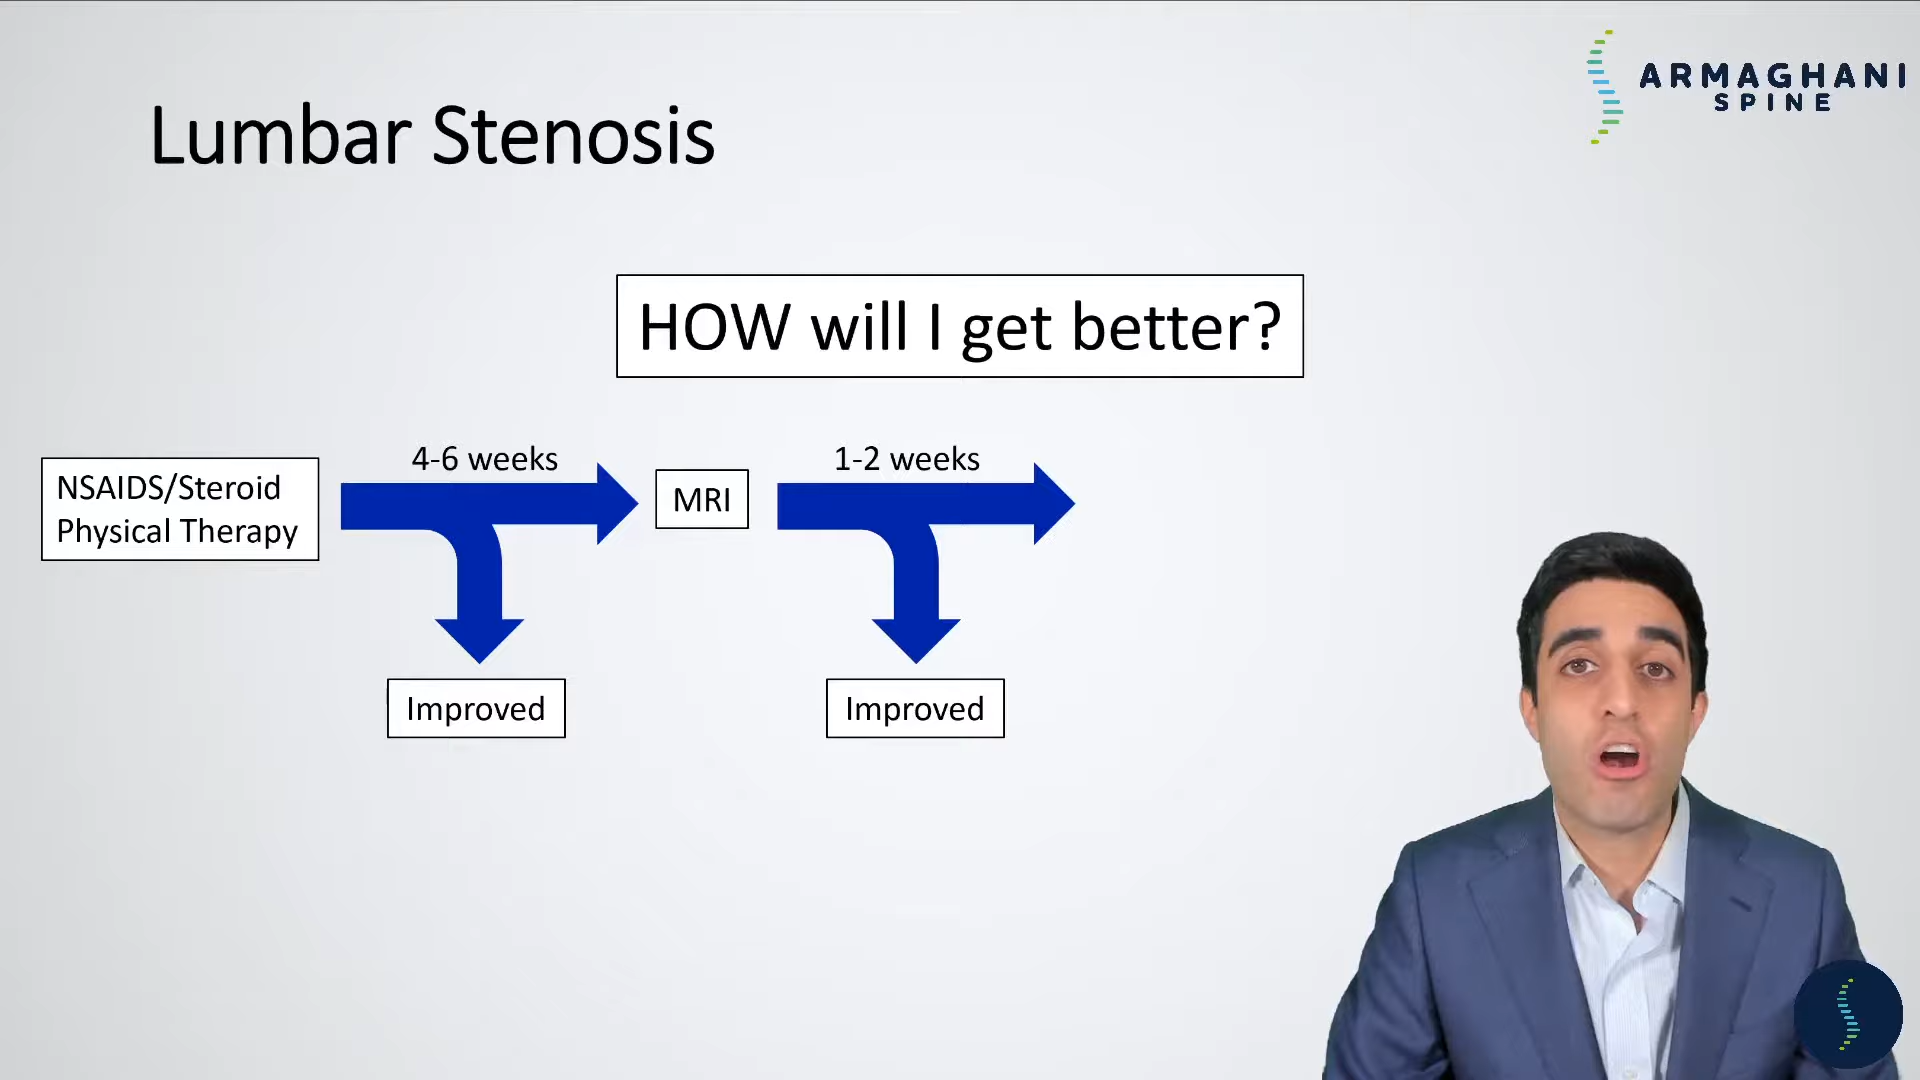 ARMAGHANI
SPINE
Lumbar Stenosis
HOW will I get better?
4-6 weeks
1-2 weeks
NSAIDS/Steroid
Physical Therapy
MRI
Improved
Improved